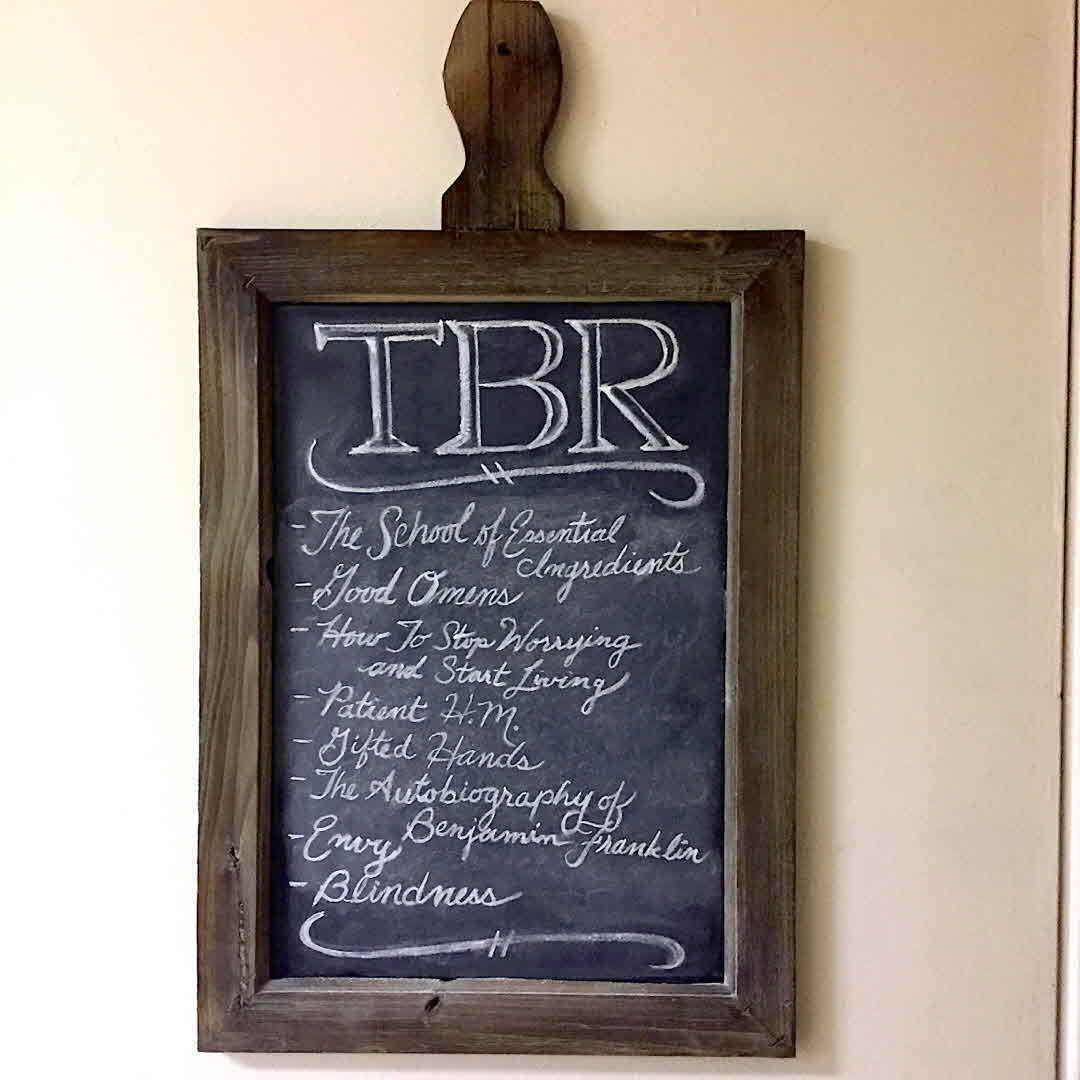 TBR
- The School of Essential
Ingredients
- Good Omens
- How To Stop Worrying
and Start Living
- Patient H.M.
- Gifted Hands
- The Autobiography of
Benjamin Franklin
- Envy
- Blindness